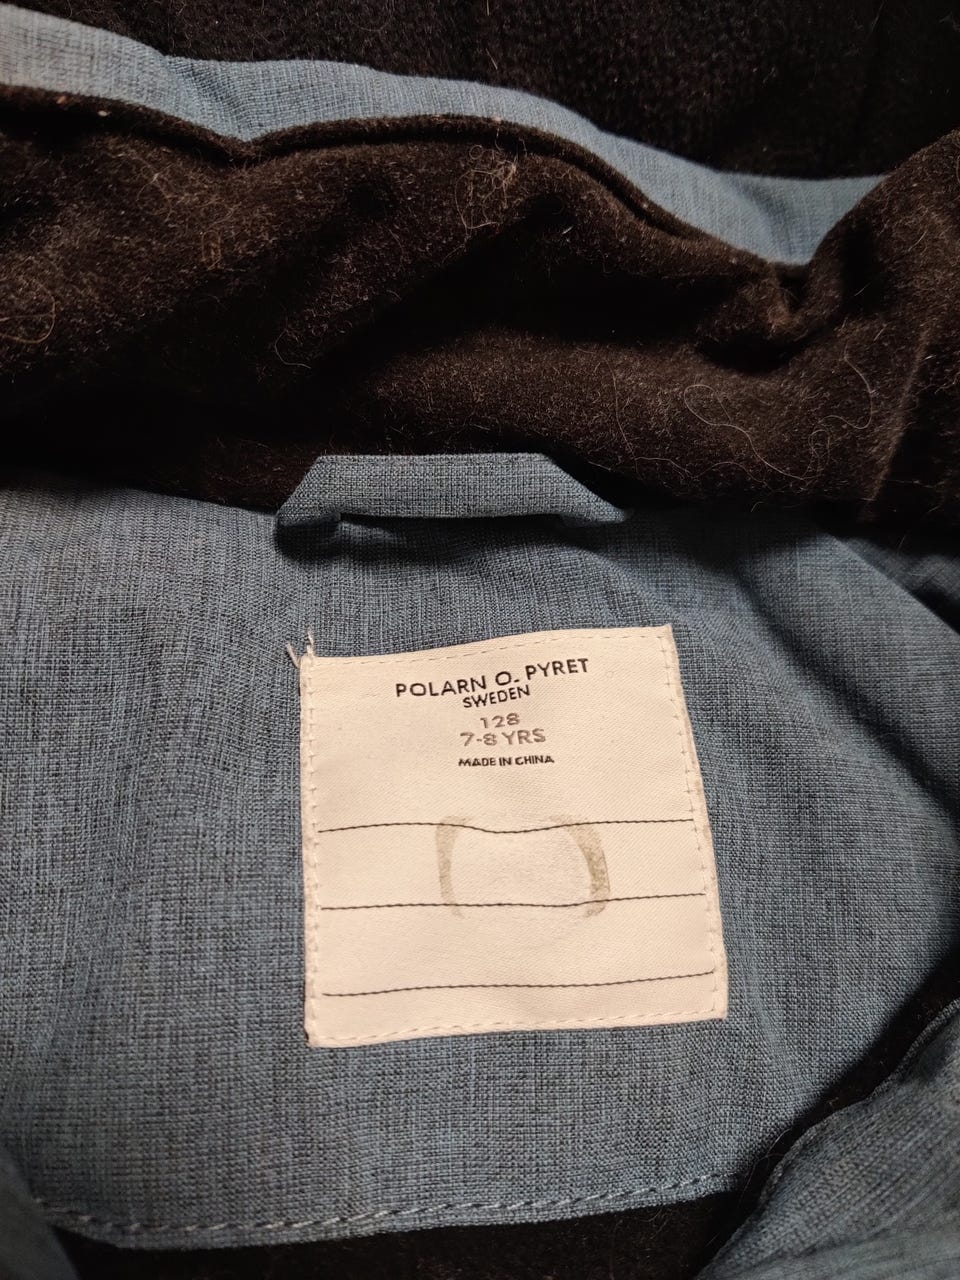 POLARN O. PYRET
SWEDEN
128
7-8 YRS
MADE IN CHINA